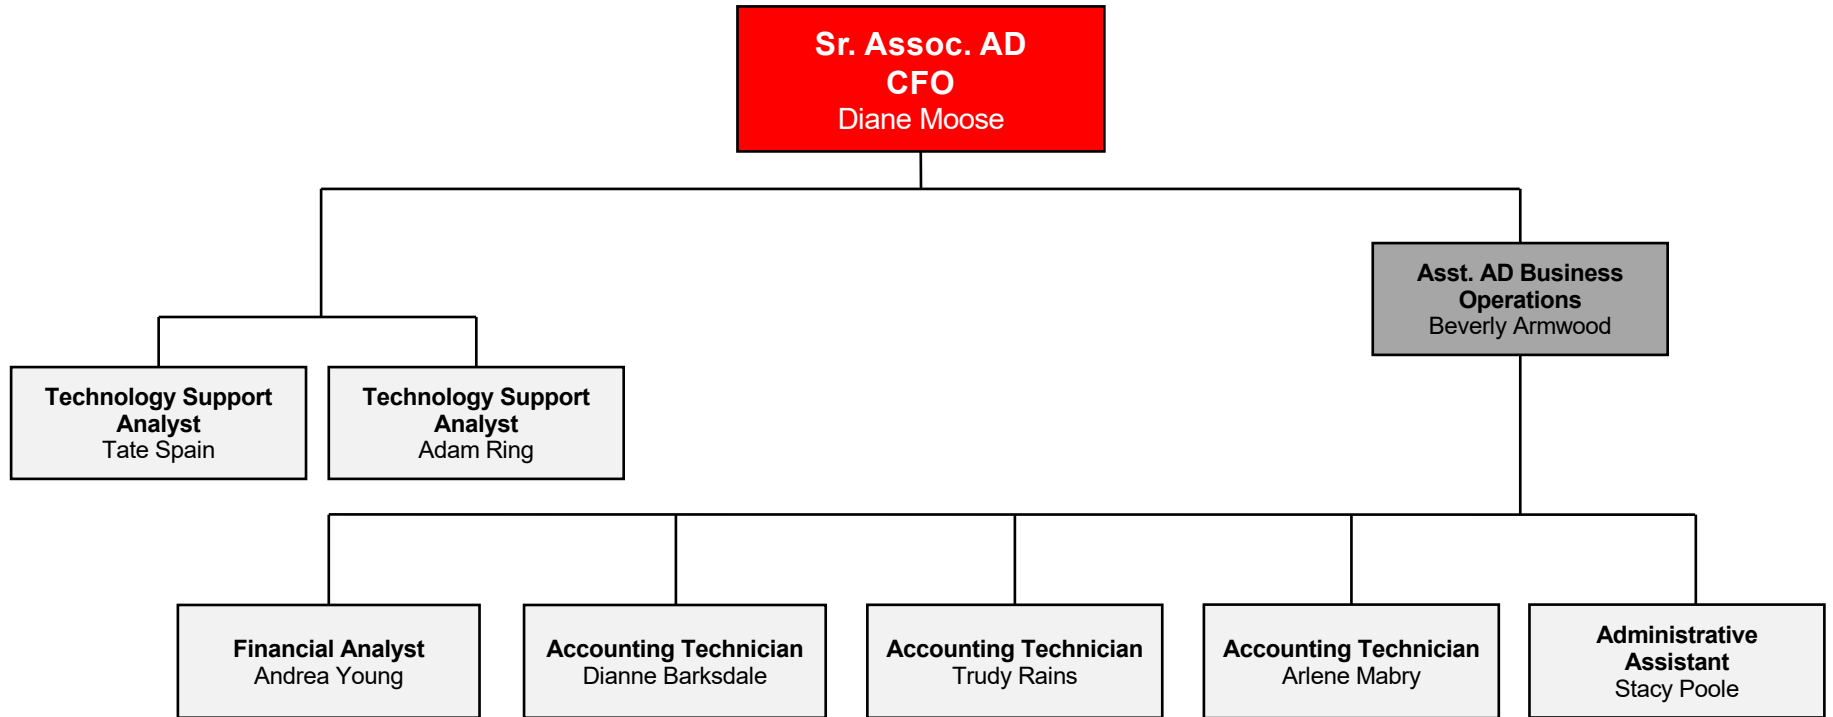 Sr. Assoc. AD
CFO
Diane Moose
Asst. AD Business
Operations
Beverly Armwood
Technology Support
Analyst
Tate Spain
Technology Support
Analyst
Adam Ring
Financial Analyst
Andrea Young
Accounting Technician
Dianne Barksdale
Accounting Technician
Trudy Rains
Accounting Technician
Arlene Mabry
Administrative
Assistant
Stacy Poole